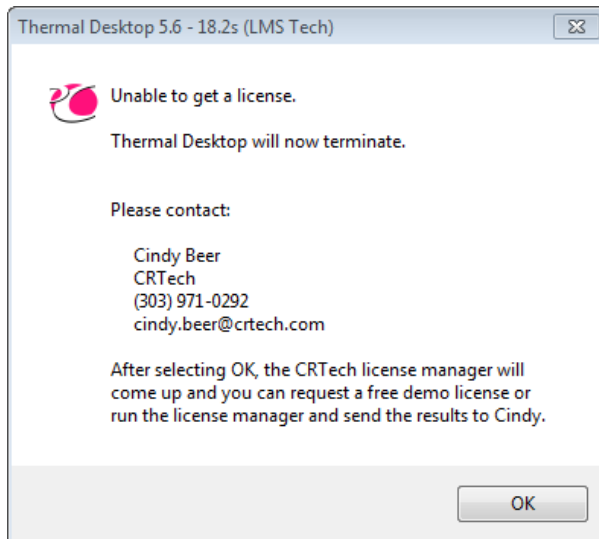 Thermal Desktop 5.6 - 18.2s (LMS Tech)
Unable to get a license.
Thermal Desktop will now terminate.
Please contact:
Cindy Beer
CRTech
(303) 971-0292
cindy.beer@crtech.com
After selecting OK, the CRTech license manager will
come up and you can request a free demo license or
run the license manager and send the results to Cindy.
OK